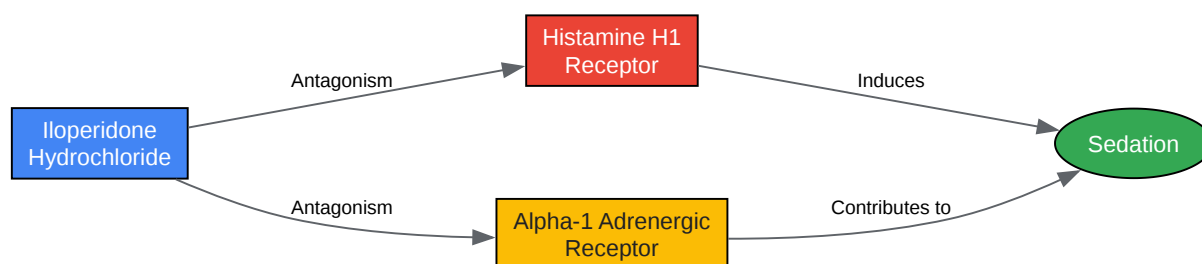 Histamine H1
Receptor
Antagonism
Induces
Iloperidone
Hydrochloride
Sedation
Antagonism
Contributes to
Alpha-1 Adrenergic
Receptor